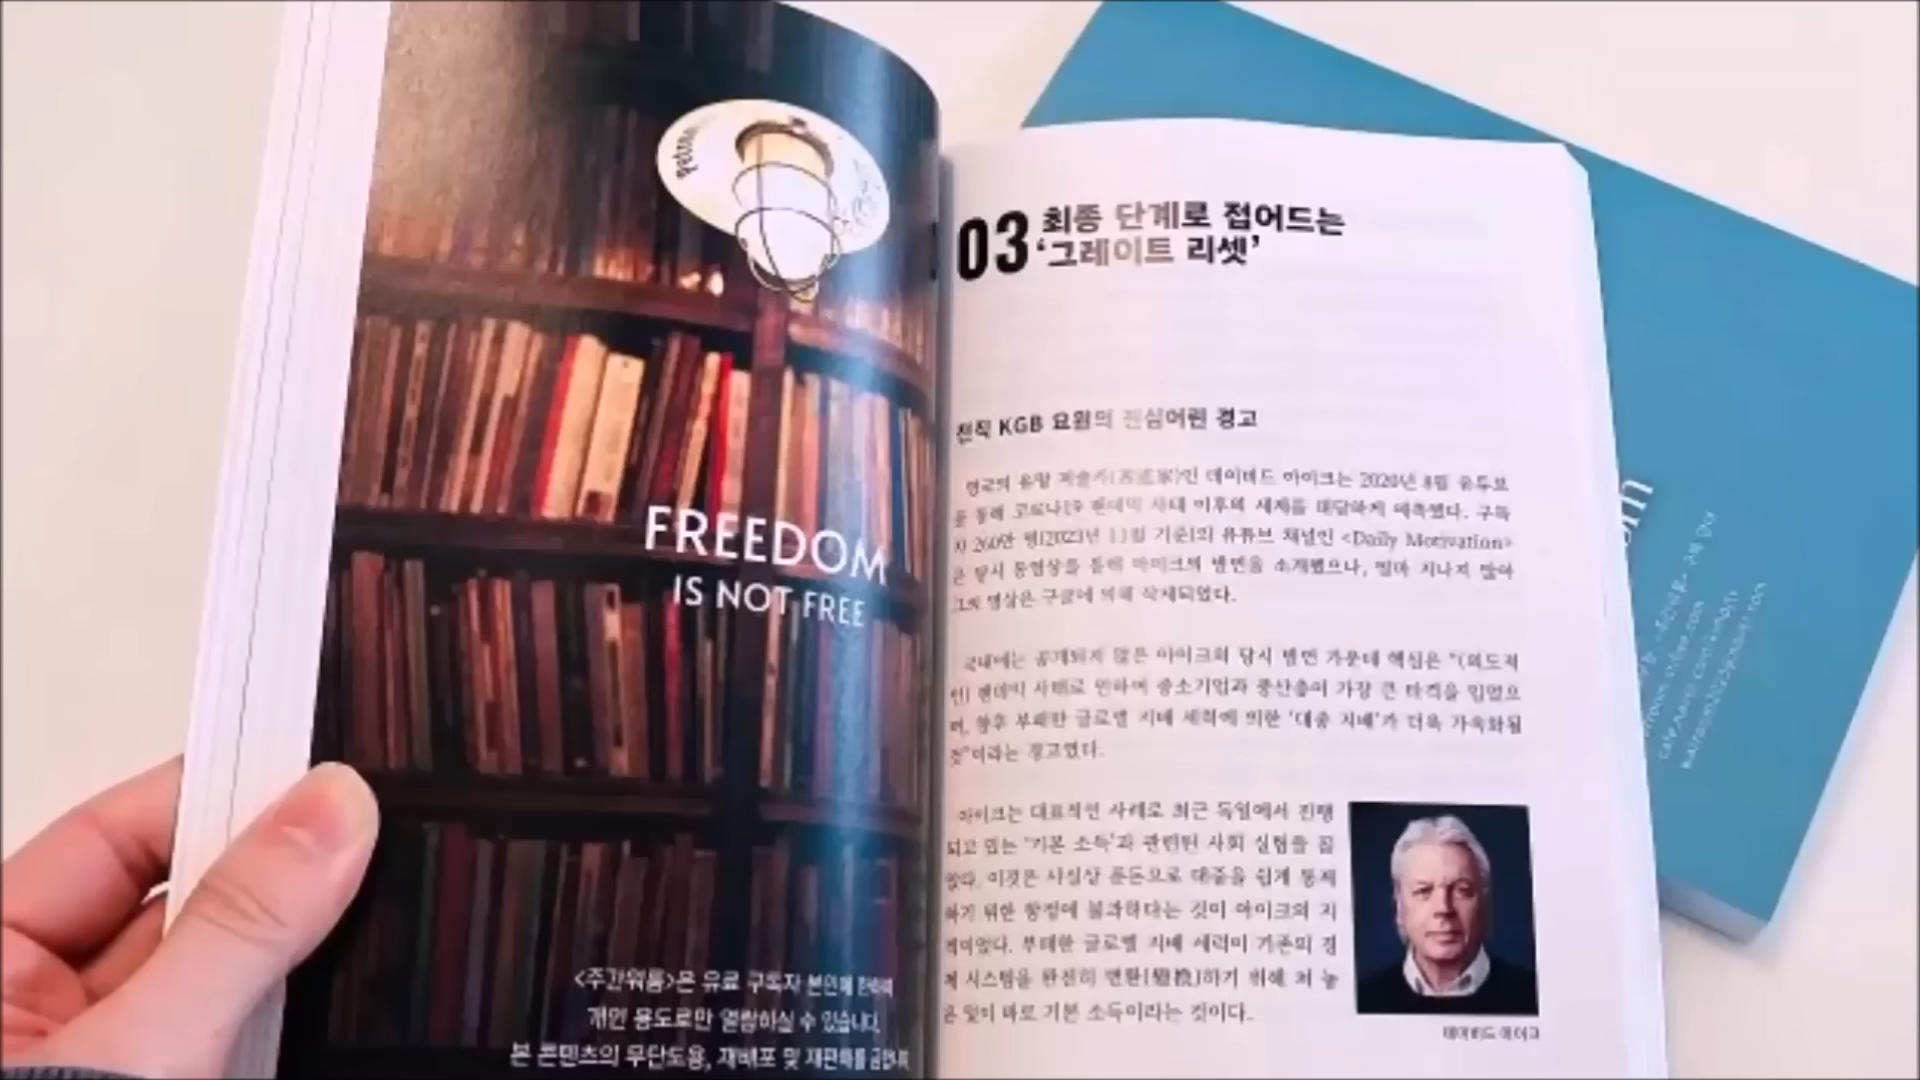 FREEDOM
IS NOT FREE
<주간워룸>은 유료 구독자 본인에 한하여
개인 용도로만 열람하실 수 있습니다.
본 콘텐츠의 무단도용, 재배포 및 재판매를 금합니다
03 최종 단계로 접어드는
‘그레이트 리셋’
전직 KGB 요원의 진심어린 경고
영국의 유명 저술가(著述家)인 데이비드 아이크는 2020년 8월 유튜브
를 통해 코로나19 팬데믹 사태 이후의 세계를 대담하게 예측했다. 구독
자 260만 명(2023년 11월 기준)의 유튜브 채널인 <Daily Motivation>
은 당시 동영상을 통해 아이크의 발언을 소개했으나, 얼마 지나지 않아
그의 영상은 구글에 의해 삭제되었다.
국내에는 공개되지 않은 아이크의 당시 발언 가운데 핵심은 “(의도적
인) 팬데믹 사태로 인하여 중소기업과 중산층이 가장 큰 타격을 입었으
며, 향후 부패한 글로벌 지배 세력에 의한 ‘대중 지배’가 더욱 가속화될
것”이라는 경고였다.
아이크는 대표적인 사례로 최근 독일에서 진행
되고 있는 ‘기본 소득’과 관련된 사회 실험을 꼽
았다. 이것은 사실상 푼돈으로 대중을 쉽게 통제
하기 위한 함정에 불과하다는 것이 아이크의 지
적이었다. 부패한 글로벌 지배 세력이 기존의 경
제 시스템을 완전히 변환(變換)하기 위해 쳐 놓
은 덫이 바로 기본 소득이라는 것이다.
데이비드 아이크